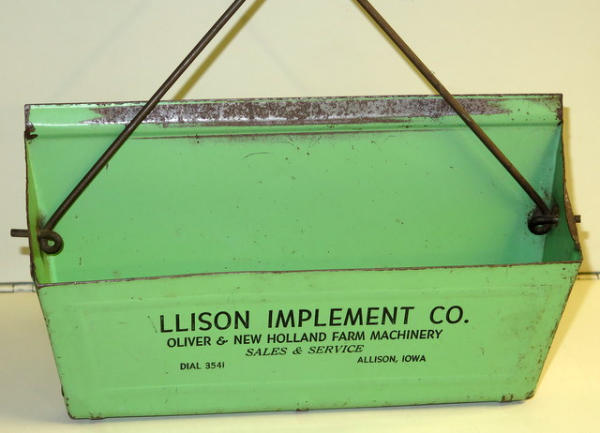 LLISON IMPLEMENT CO.
OLIVER & NEW HOLLAND FARM MACHINERY
SALES & SERVICE
DIAL 3541 ALLISON, IOWA